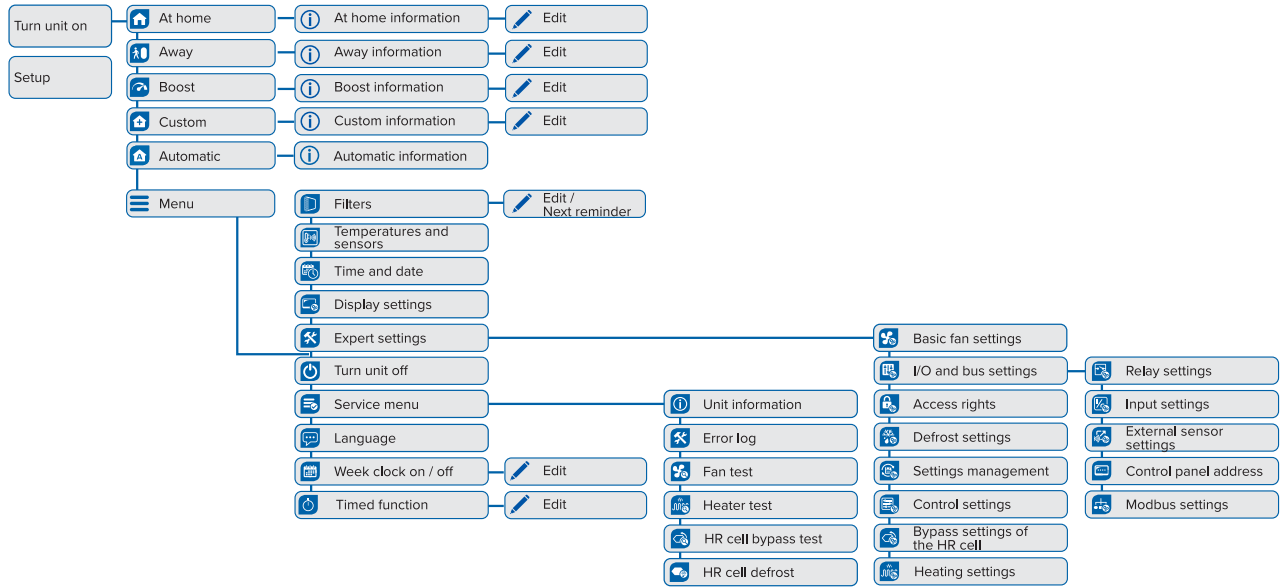 Turn unit on
At home
At home information
Edit
Away
Away information
Edit
Setup
Boost
Boost information
Edit
Custom
Custom information
Edit
Automatic
Automatic information
Menu
Filters
Edit /
Next reminder
Temperatures and
sensors
Time and date
Display settings
Expert settings
Basic fan settings
Turn unit off
I/O and bus settings
Relay settings
Service menu
Unit information
Access rights
Input settings
Language
Error log
Defrost settings
External sensor
settings
Week clock on / off
Edit
Fan test
Settings management
Control panel address
Timed function
Edit
Heater test
Control settings
Modbus settings
HR cell bypass test
Bypass settings of
the HR cell
HR cell defrost
Heating settings